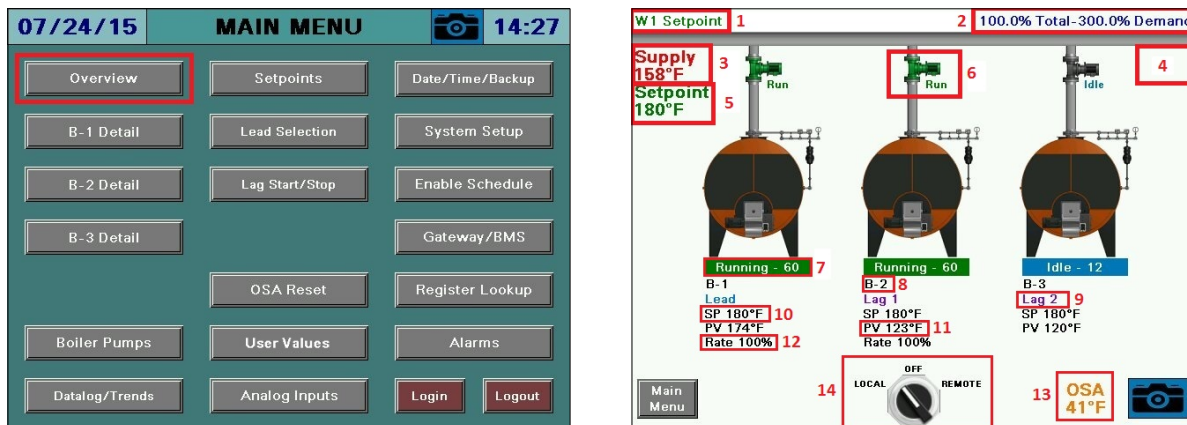 07/24/15 MAIN MENU 14:27
Overview Setpoints Date/Time/Backup
B-1 Detail Lead Selection System Setup
B-2 Detail Lag Start/Stop Enable Schedule
B-3 Detail Gateway/BMS
OSA Reset Register Lookup
Boiler Pumps User Values Alarms
Datalog/Trends Analog Inputs Login Logout
W1 Setpoint 1 2 100.0% Total-300.0% Demand
Supply
158°F 3
Setpoint
180°F 5
Run
Run 6
Idle
4
Running - 60 7
B-1
Lead
SP 180°F 10
PV 174°F
Rate 100% 12
Running - 60
B-2 8
Lag 1
SP 180°F
PV 123°F 11
Rate 100%
Idle - 12
B-3
Lag 2 9
SP 180°F
PV 120°F
Main
Menu
14
LOCAL OFF REMOTE
13
OSA
41°F